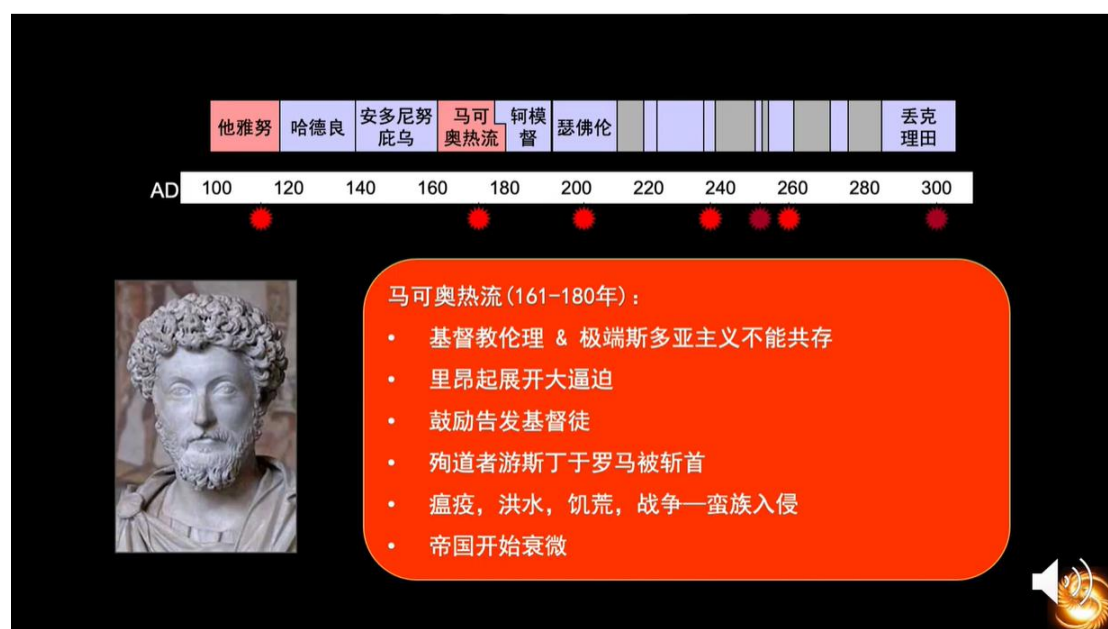 他雅努
哈德良
安多尼努
庇乌
马可
奥热流
轲模
督
瑟佛伦
丢克
理田
AD 100 120 140 160 180 200 220 240 260 280 300
马可奥热流(161-180年):
• 基督教伦理 & 极端斯多亚主义不能共存
• 里昂起展开大逼迫
• 鼓励告发基督徒
• 殉道者游斯丁于罗马被斩首
• 瘟疫, 洪水, 饥荒, 战争—蛮族入侵
• 帝国开始衰微